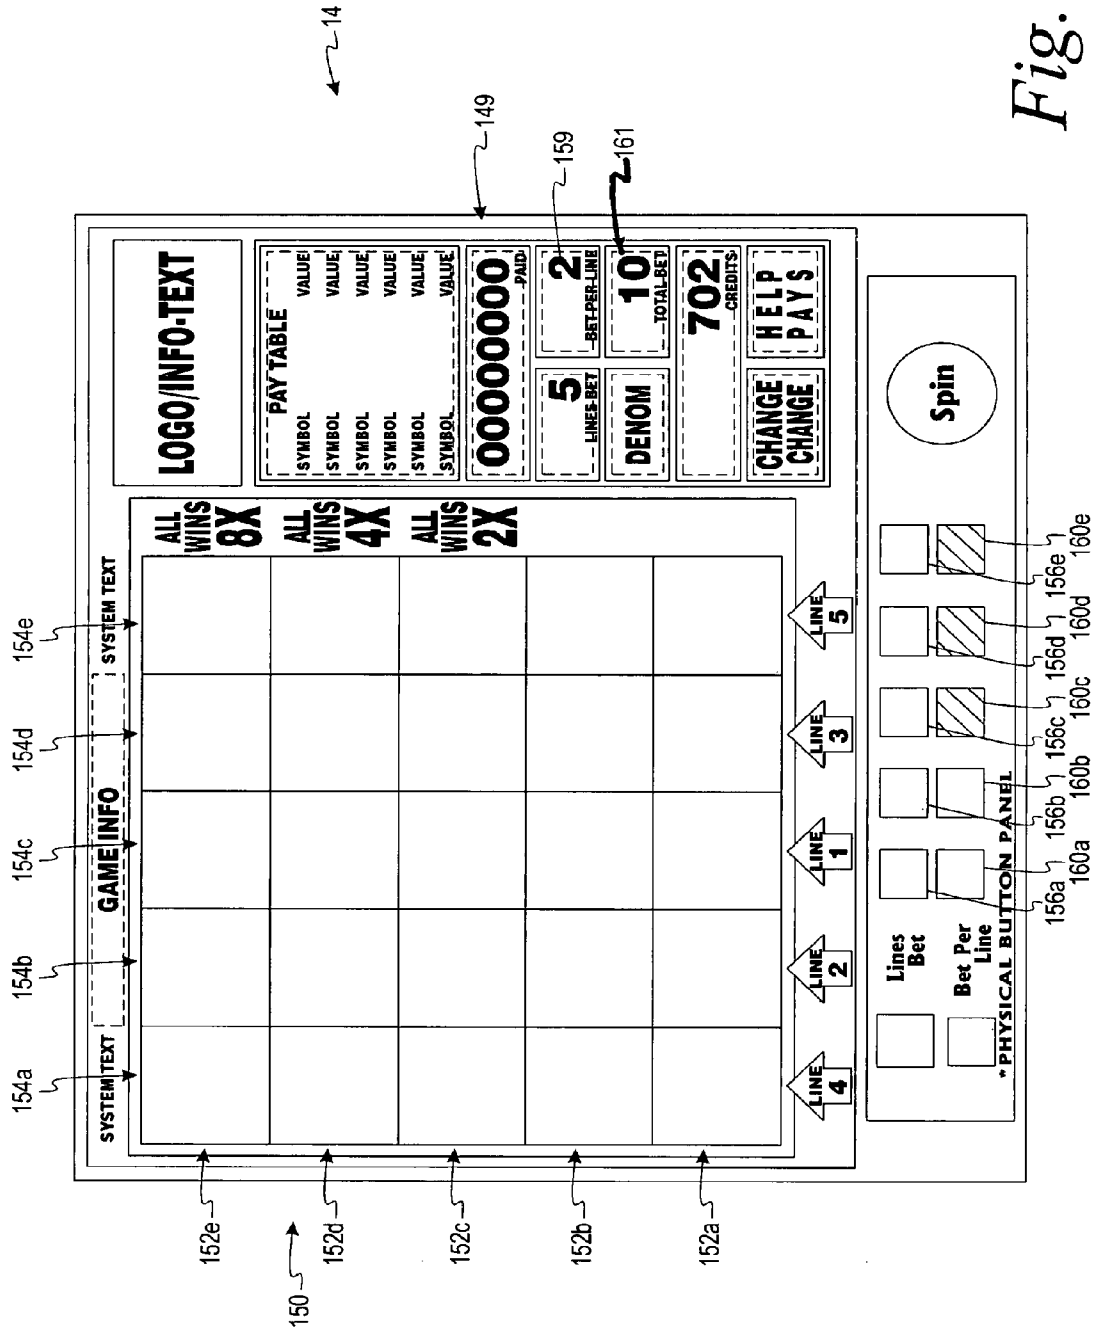 14
154a
154b
154c
154d
154e
SYSTEM TEXT
GAME INFO
SYSTEM TEXT
LOGO/INFO-TEXT
150
152e
152d
152c
152b
152a
ALL
WINS
8X
ALL
WINS
4X
ALL
WINS
2X
PAY TABLE
SYMBOL VALUE
SYMBOL VALUE
SYMBOL VALUE
SYMBOL VALUE
SYMBOL VALUE
SYMBOL VALUE
149
00000000
PAID
5
LINES-BET
2
BET-PER-LINE
159
DENOM
10
TOTAL-BET
161
702
CREDITS
CHANGE
CHANGE
HELP
PAYS
LINE
4
LINE
2
LINE
1
LINE
3
LINE
5
Lines
Bet
Bet Per
Line
Spin
*PHYSICAL BUTTON PANEL
156a
156b
156c
156d
156e
160a
160b
160c
160d
160e
Fig.